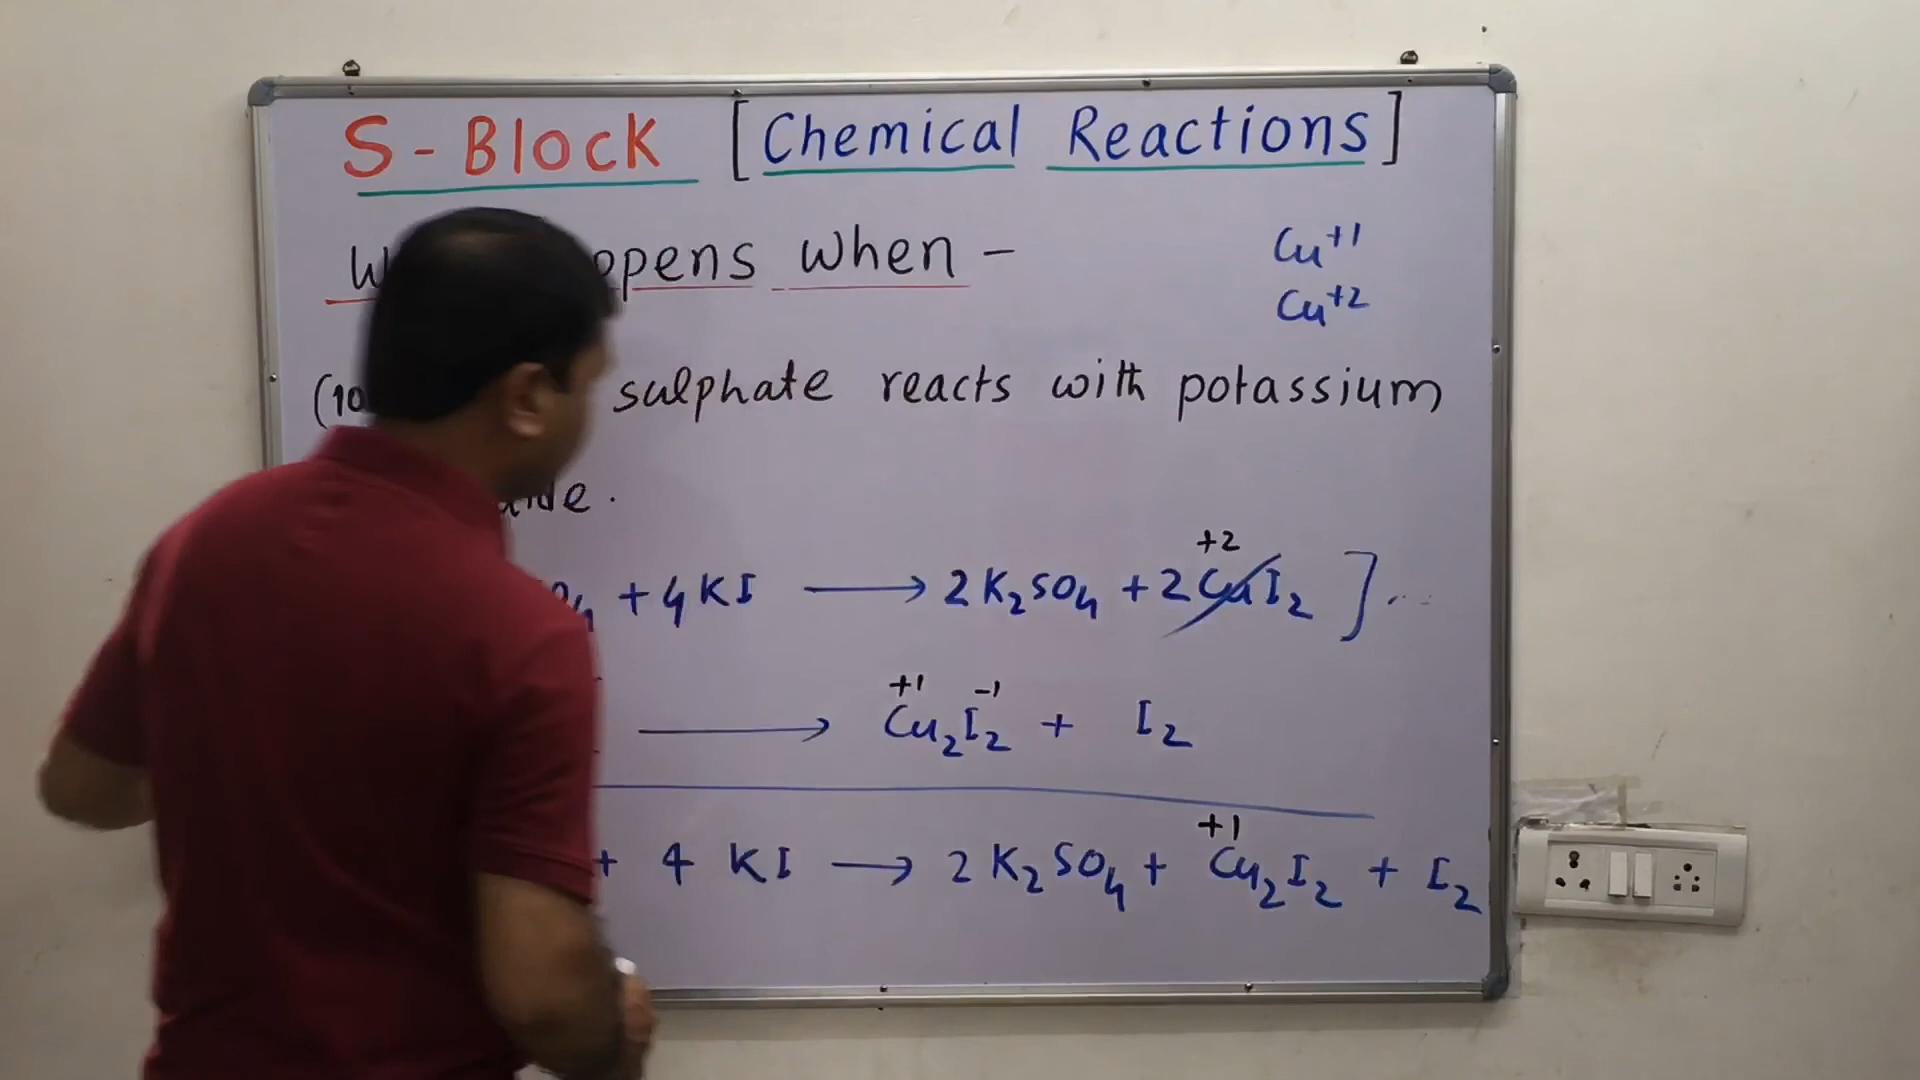 S-Block [Chemical Reactions]
when -
Cu+1
Cu+2
(10 sulphate reacts with potassium
+2
+ 4KI ⟶ 2K2SO4 + 2CuI2 ] ...
+1 -1
⟶ Cu2I2 + I2
+1
+ 4 KI ⟶ 2K2SO4 + Cu2I2 + I2